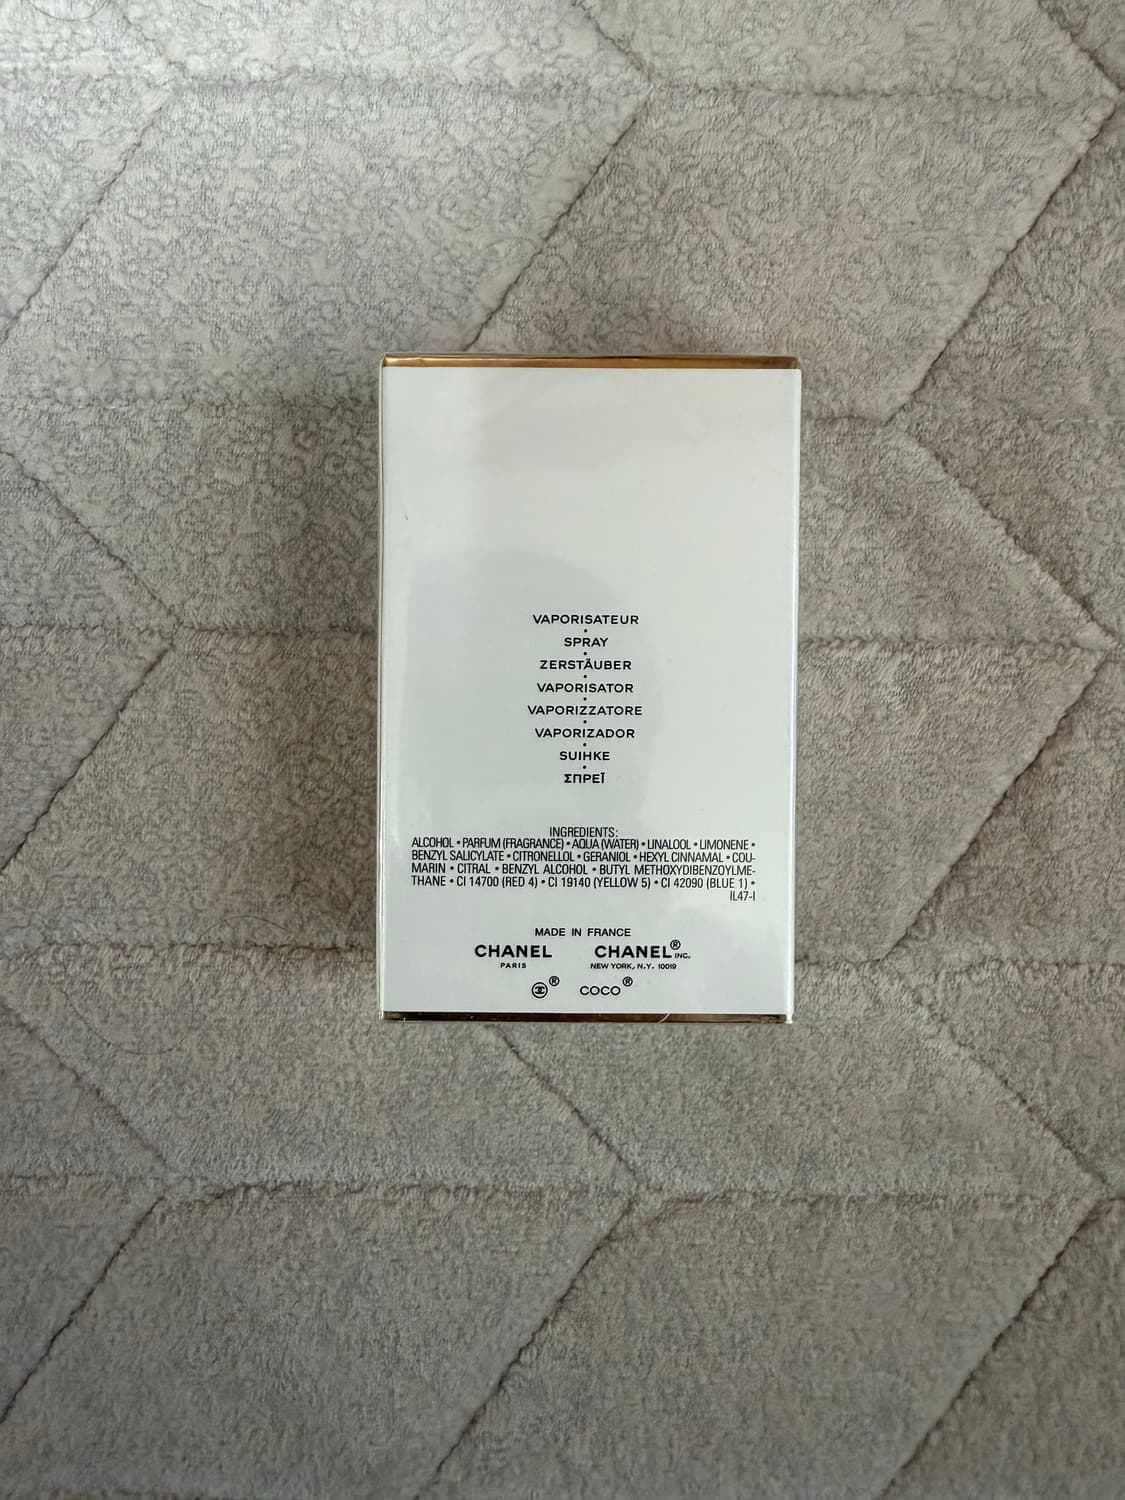 VAPORISATEUR
•
SPRAY
•
ZERSTÄUBER
•
VAPORISATOR
•
VAPORIZZATORE
•
VAPORIZADOR
•
SUIHKE
•
ΣΠΡΕΪ
INGREDIENTS:
ALCOHOL • PARFUM (FRAGRANCE) • AQUA (WATER) • LINALOOL • LIMONENE •
BENZYL SALICYLATE • CITRONELLOL • GERANIOL • HEXYL CINNAMAL • COU-
MARIN • CITRAL • BENZYL ALCOHOL • BUTYL METHOXYDIBENZOYLME-
THANE • CI 14700 (RED 4) • CI 19140 (YELLOW 5) • CI 42090 (BLUE 1) •
IL47-I
MADE IN FRANCE
CHANEL CHANEL® INC.
PARIS NEW YORK, N.Y. 10019
® COCO®